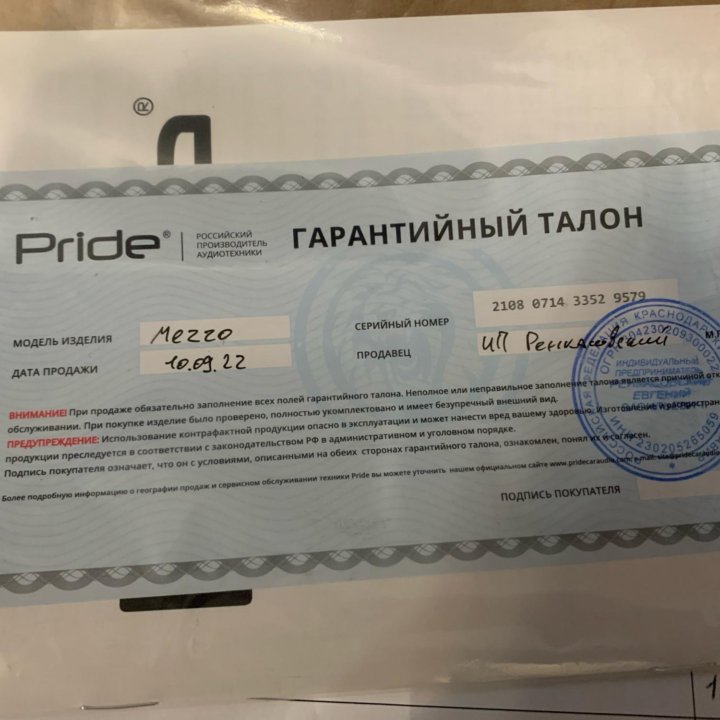 ®
Pride®
РОССИЙСКИЙ
ПРОИЗВОДИТЕЛЬ
АУДИОТЕХНИКИ
ГАРАНТИЙНЫЙ ТАЛОН
МОДЕЛЬ ИЗДЕЛИЯ Mezzo
СЕРИЙНЫЙ НОМЕР 2108 0714 3352 9579
ДАТА ПРОДАЖИ 10.09.22
ПРОДАВЕЦ ИП
ВНИМАНИЕ! При продаже обязательно заполнение всех полей гарантийного талона. Неполное или неправильное заполнение талона является причиной отк
обслуживании. При покупке изделие было проверено, полностью укомплектовано и имеет безупречный внешний вид.
ПРЕДУПРЕЖДЕНИЕ: Использование контрафактной продукции опасно в эксплуатации и может нанести вред вашему здоровью. Изготовление и распростран
продукции преследуется в соответствии с законодательством РФ в административном и уголовном порядке.
Подпись покупателя означает, что он с условиями, описанными на обеих сторонах гарантийного талона, ознакомлен, понял их и согласен.
Более подробную информацию о географии продаж и сервисном обслуживании техники Pride вы можете уточнить нашем официальном сайте www.pridecaraudio.com
ПОДПИСЬ ПОКУПАТЕЛЯ
КРАСНОДАР
ИНДИВИДУАЛЬНЫЙ
ПРЕДПРИНИМАТЕЛЬ
ЕВГЕНИЙ